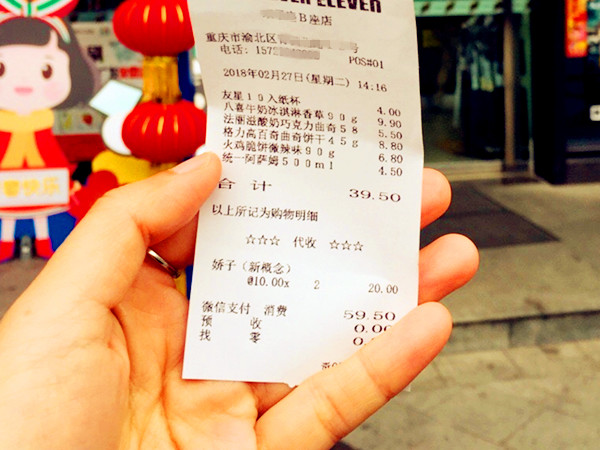 ELEVEN
B座店
重庆市渝北区
电话: 157
POS#01
2018年02月27日(星期二) 14:16
友星10入纸杯 4.00
八喜牛奶冰淇淋香草90g 9.90
法丽滋酸奶巧克力曲奇58 5.50
格力高百奇曲奇饼干45g 8.80
火鸡脆饼微辣味90g 6.80
统一阿萨姆500ml 4.50
合计 39.50
以上所记为购物明细
☆☆☆ 代收 ☆☆☆
娇子(新概念)
@10.00x 2 20.00
微信支付 消费 59.50
预 收 0.00
找 零
快乐